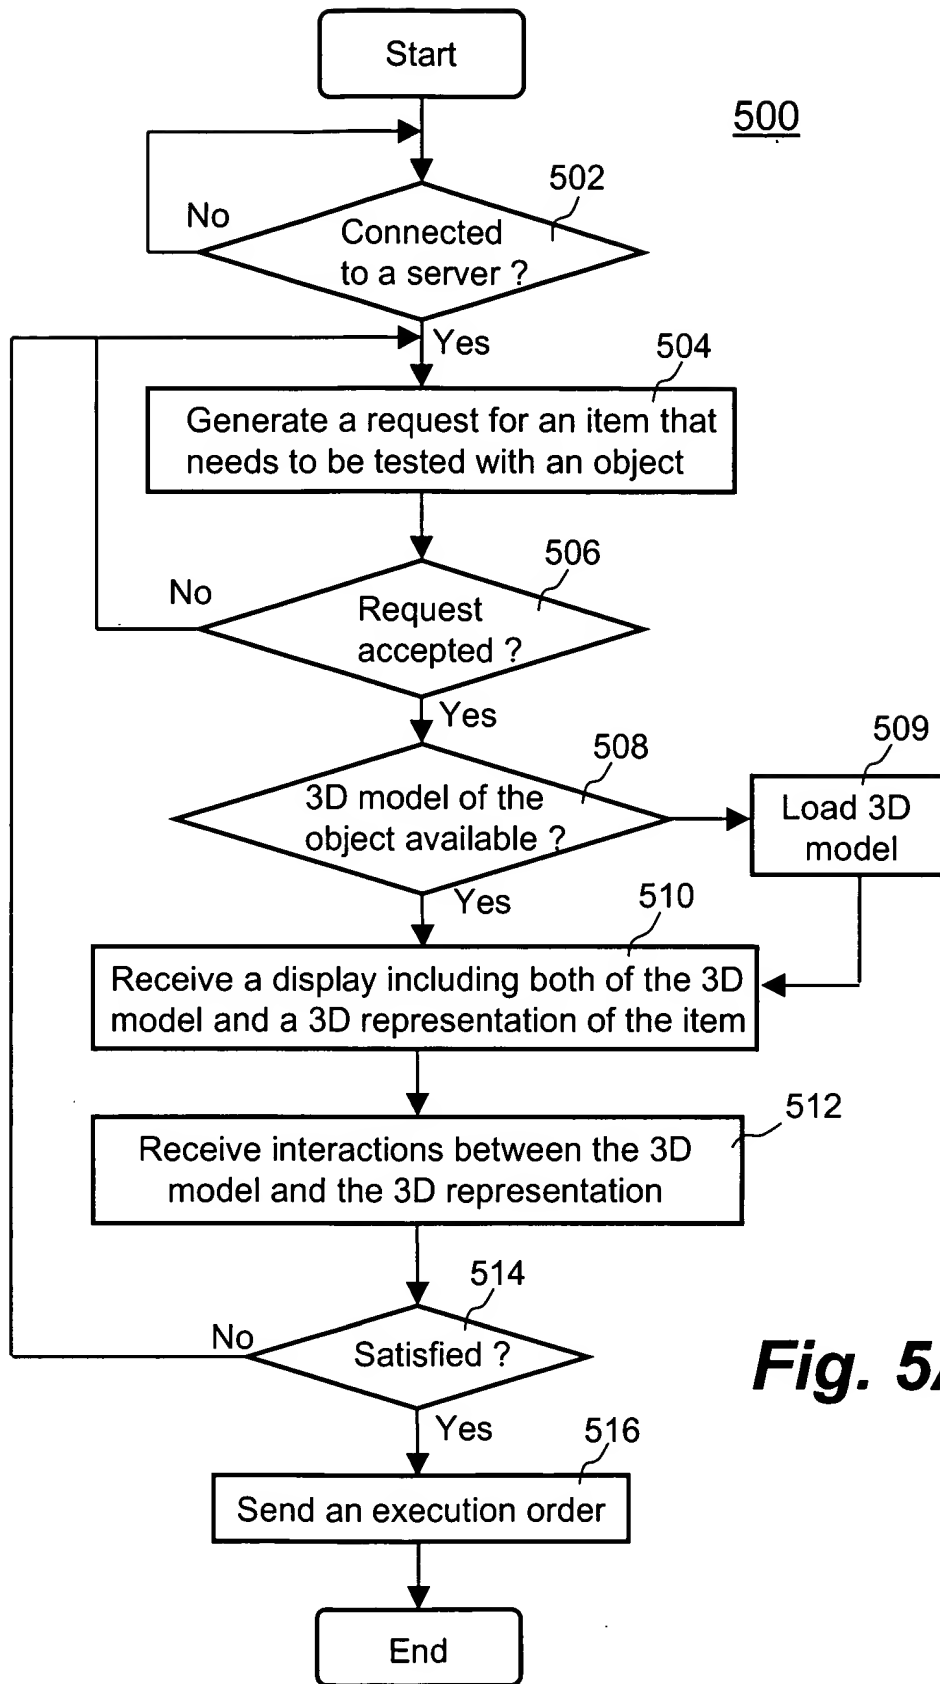 Start
500
502
No
Connected
to a server ?
Yes
504
Generate a request for an item that
needs to be tested with an object
506
No
Request
accepted ?
Yes
508
509
3D model of the
object available ?
Load 3D
model
Yes
510
Receive a display including both of the 3D
model and a 3D representation of the item
512
Receive interactions between the 3D
model and the 3D representation
514
No
Satisfied ?
Fig. 5A
Yes
516
Send an execution order
End